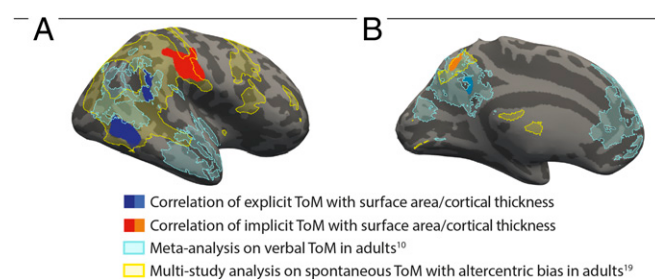 A
B
Correlation of explicit ToM with surface area/cortical thickness
Correlation of implicit ToM with surface area/cortical thickness
Meta-analysis on verbal ToM in adults¹⁰
Multi-study analysis on spontaneous ToM with altercentric bias in adults¹⁹